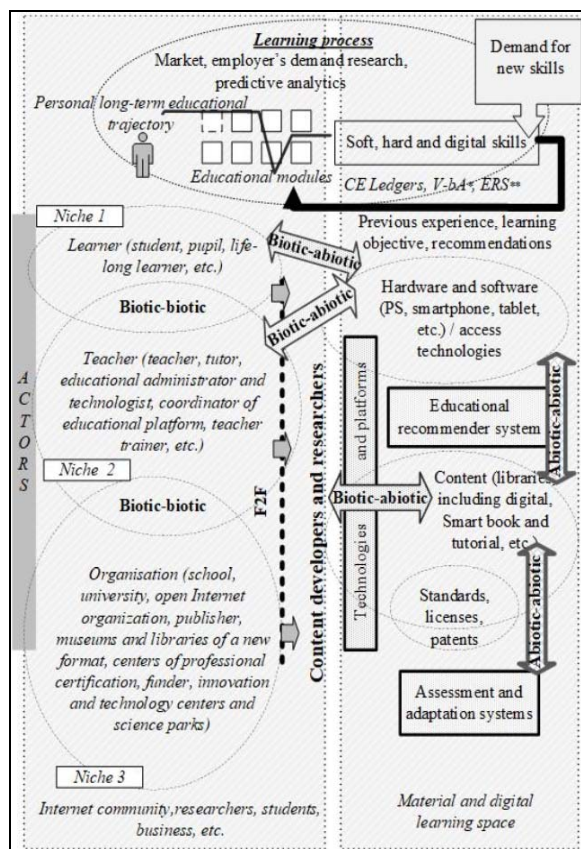 Learning process
Market, employer's demand research,
predictive analytics
Demand for
new skills
Personal long-term educational
trajectory
Educational modules
Soft, hard and digital skills
CE Ledgers, V-bA*, ERS**
Previous experience, learning
objective, recommendations
ACTORS
Niche 1
Learner (student, pupil, life-
long learner, etc.)
Biotic-biotic
Teacher (teacher, tutor,
educational administrator and
technologist, coordinator of
educational platform, teacher
trainer, etc.)
Niche 2
Biotic-biotic
Organisation (school,
university, open Internet
organization, publisher,
museums and libraries of a new
format, centers of professional
certification, funder, innovation
and technology centers and
science parks)
Niche 3
Internet community,researchers, students,
business, etc.
F2F
Content developers and researchers
Biotic-abiotic
Biotic-abiotic
Biotic-abiotic
Technologies and platforms
Hardware and software
(PS, smartphone, tablet,
etc.) / access
technologies
Educational
recommender system
Abiotic-abiotic
Content (libraries,
including digital,
Smart book and
tutorial, etc.)
Standards,
licenses,
patents
Abiotic-abiotic
Assessment and
adaptation systems
Material and digital
learning space